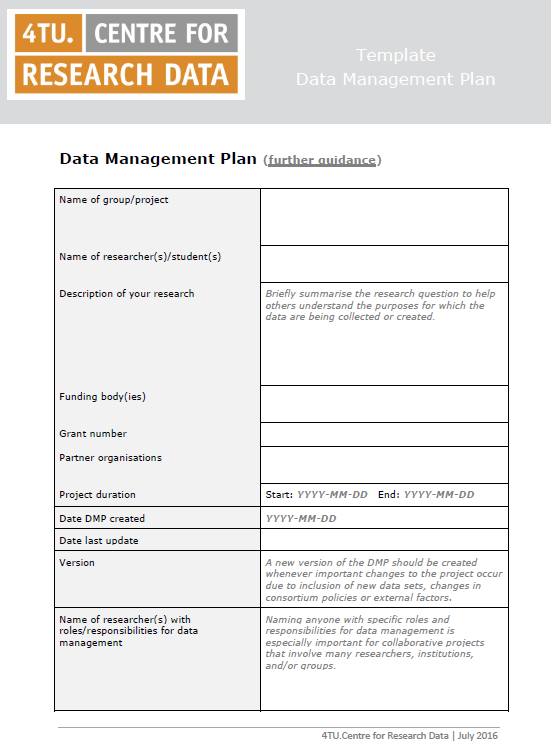 4TU. CENTRE FOR
RESEARCH DATA
Template
Data Management Plan
Data Management Plan (further guidance)
Name of group/project
Name of researcher(s)/student(s)
Description of your research
Briefly summarise the research question to help
others understand the purposes for which the
data are being collected or created.
Funding body(ies)
Grant number
Partner organisations
Project duration
Start: YYYY-MM-DD End: YYYY-MM-DD
Date DMP created
YYYY-MM-DD
Date last update
Version
A new version of the DMP should be created
whenever important changes to the project occur
due to inclusion of new data sets, changes in
consortium policies or external factors.
Name of researcher(s) with
roles/responsibilities for data
management
Naming anyone with specific roles and
responsibilities for data management is
especially important for collaborative projects
that involve many researchers, institutions,
and/or groups.
4TU.Centre for Research Data | July 2016